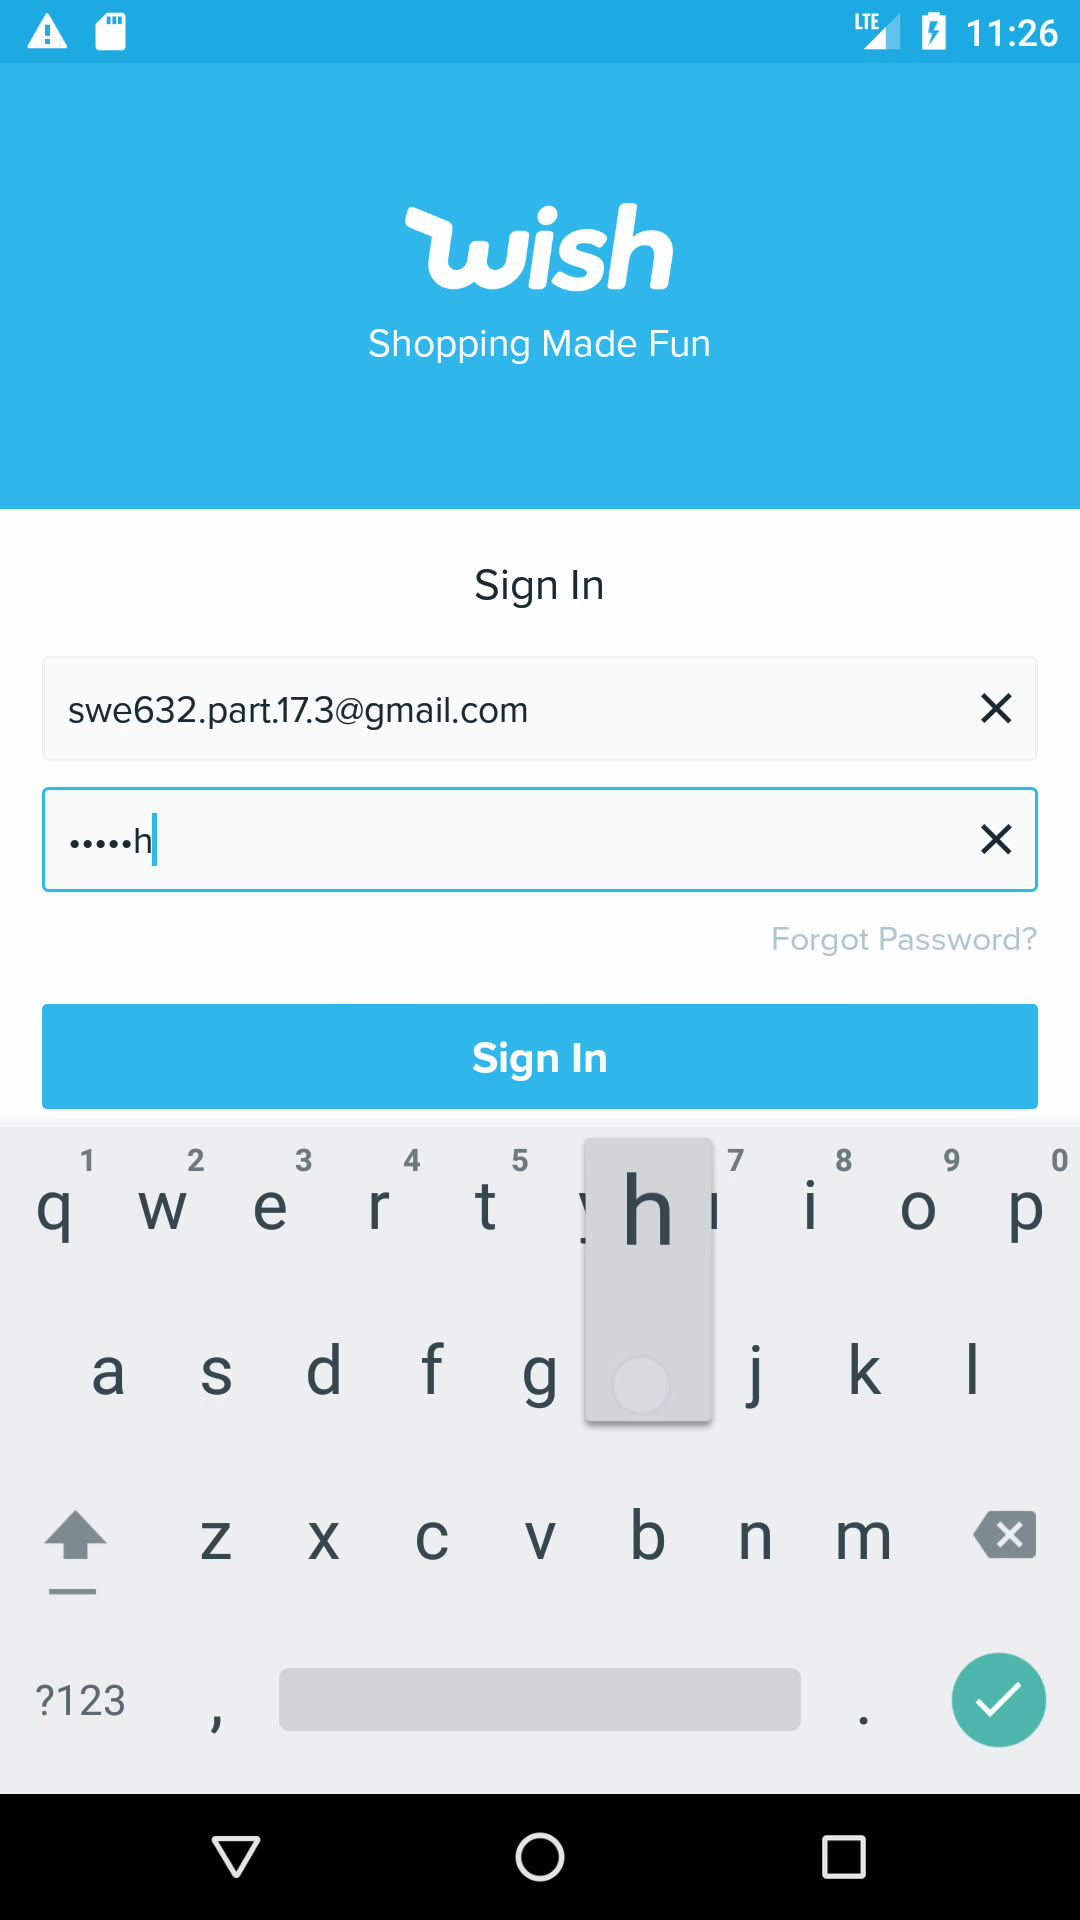 LTE 11:26
wish
Shopping Made Fun
Sign In
swe632.part.17.3@gmail.com
•••••h
Forgot Password?
Sign In
1 2 3 4 5 7 8 9 0
q w e r t h i o p
a s d f g j k l
z x c v b n m
?123 , .